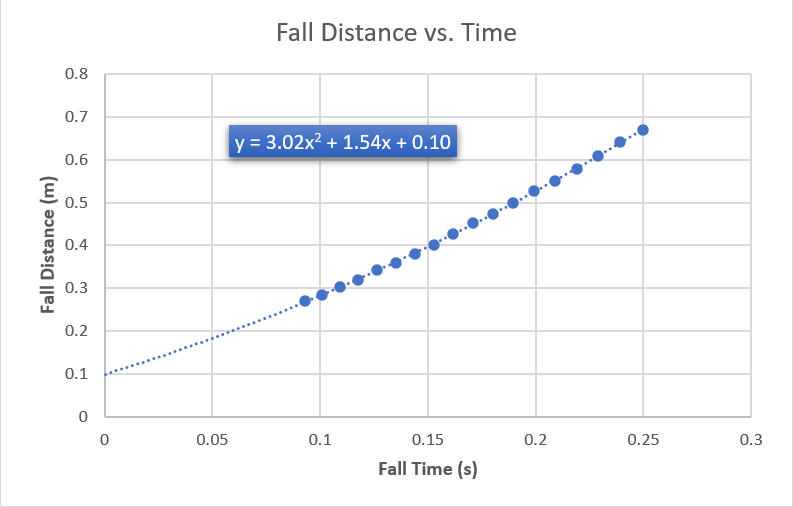 Fall Distance vs. Time
0.8
0.7
y = 3.02x² + 1.54x + 0.10
0.6
0.5
Fall Distance (m)
0.4
0.3
0.2
0.1
0
0 0.05 0.1 0.15 0.2 0.25 0.3
Fall Time (s)